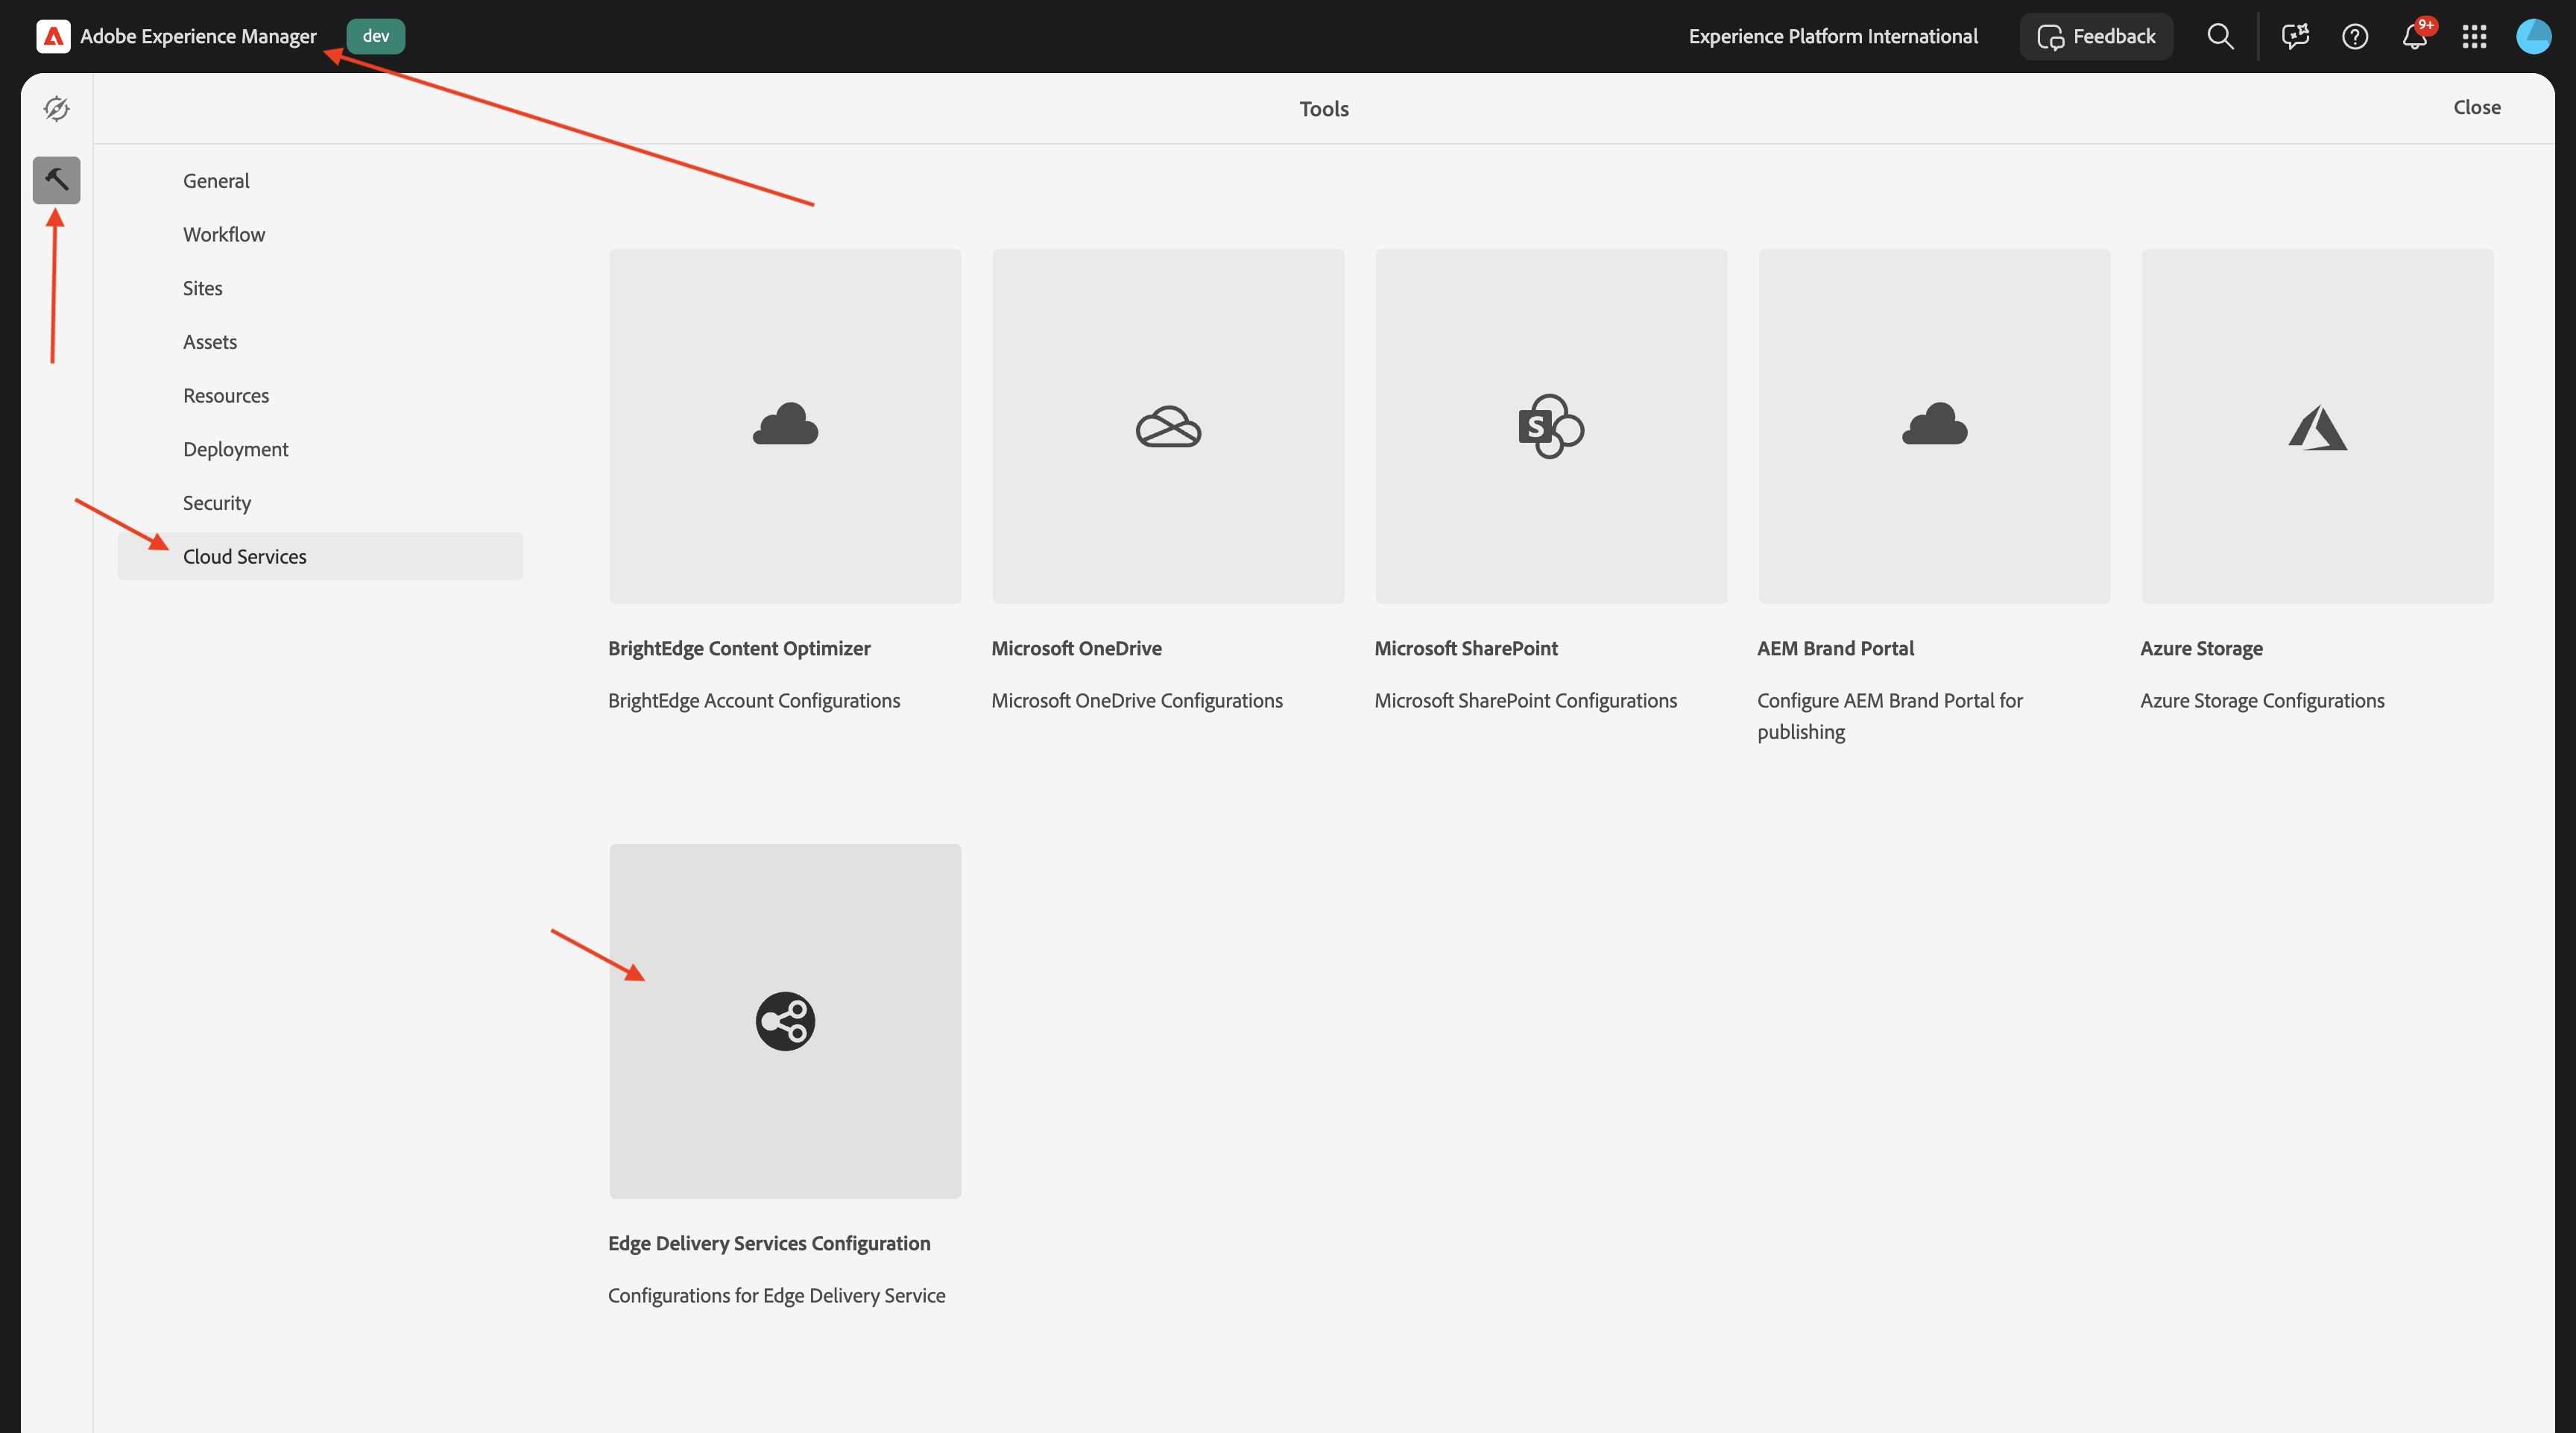 Adobe Experience Manager
dev
Experience Platform International
Feedback
9+
Tools
Close
General
Workflow
Sites
Assets
Resources
Deployment
Security
Cloud Services
BrightEdge Content Optimizer
BrightEdge Account Configurations
Microsoft OneDrive
Microsoft OneDrive Configurations
S
Microsoft SharePoint
Microsoft SharePoint Configurations
AEM Brand Portal
Configure AEM Brand Portal for
publishing
Azure Storage
Azure Storage Configurations
Edge Delivery Services Configuration
Configurations for Edge Delivery Service